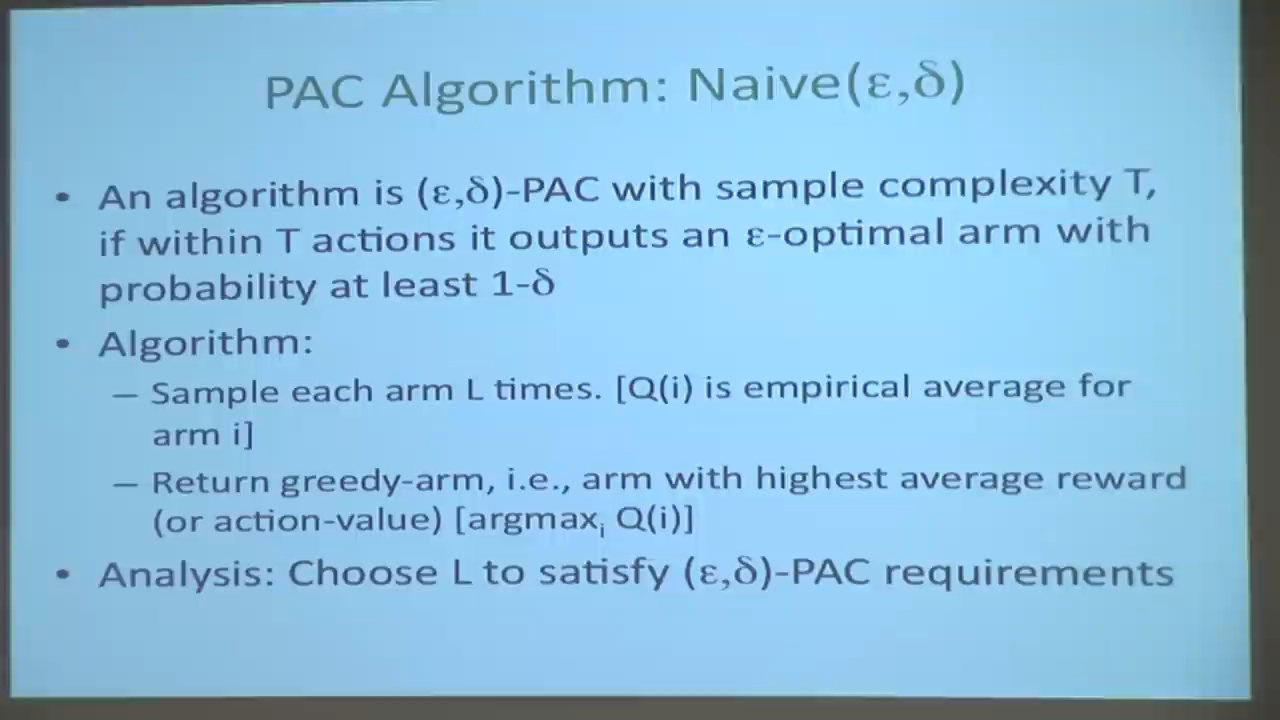 PAC Algorithm: Naive(ε,δ)
• An algorithm is (ε,δ)-PAC with sample complexity T,
if within T actions it outputs an ε-optimal arm with
probability at least 1-δ
• Algorithm:
– Sample each arm L times. [Q(i) is empirical average for
arm i]
– Return greedy-arm, i.e., arm with highest average reward
(or action-value) [argmaxᵢ Q(i)]
• Analysis: Choose L to satisfy (ε,δ)-PAC requirements